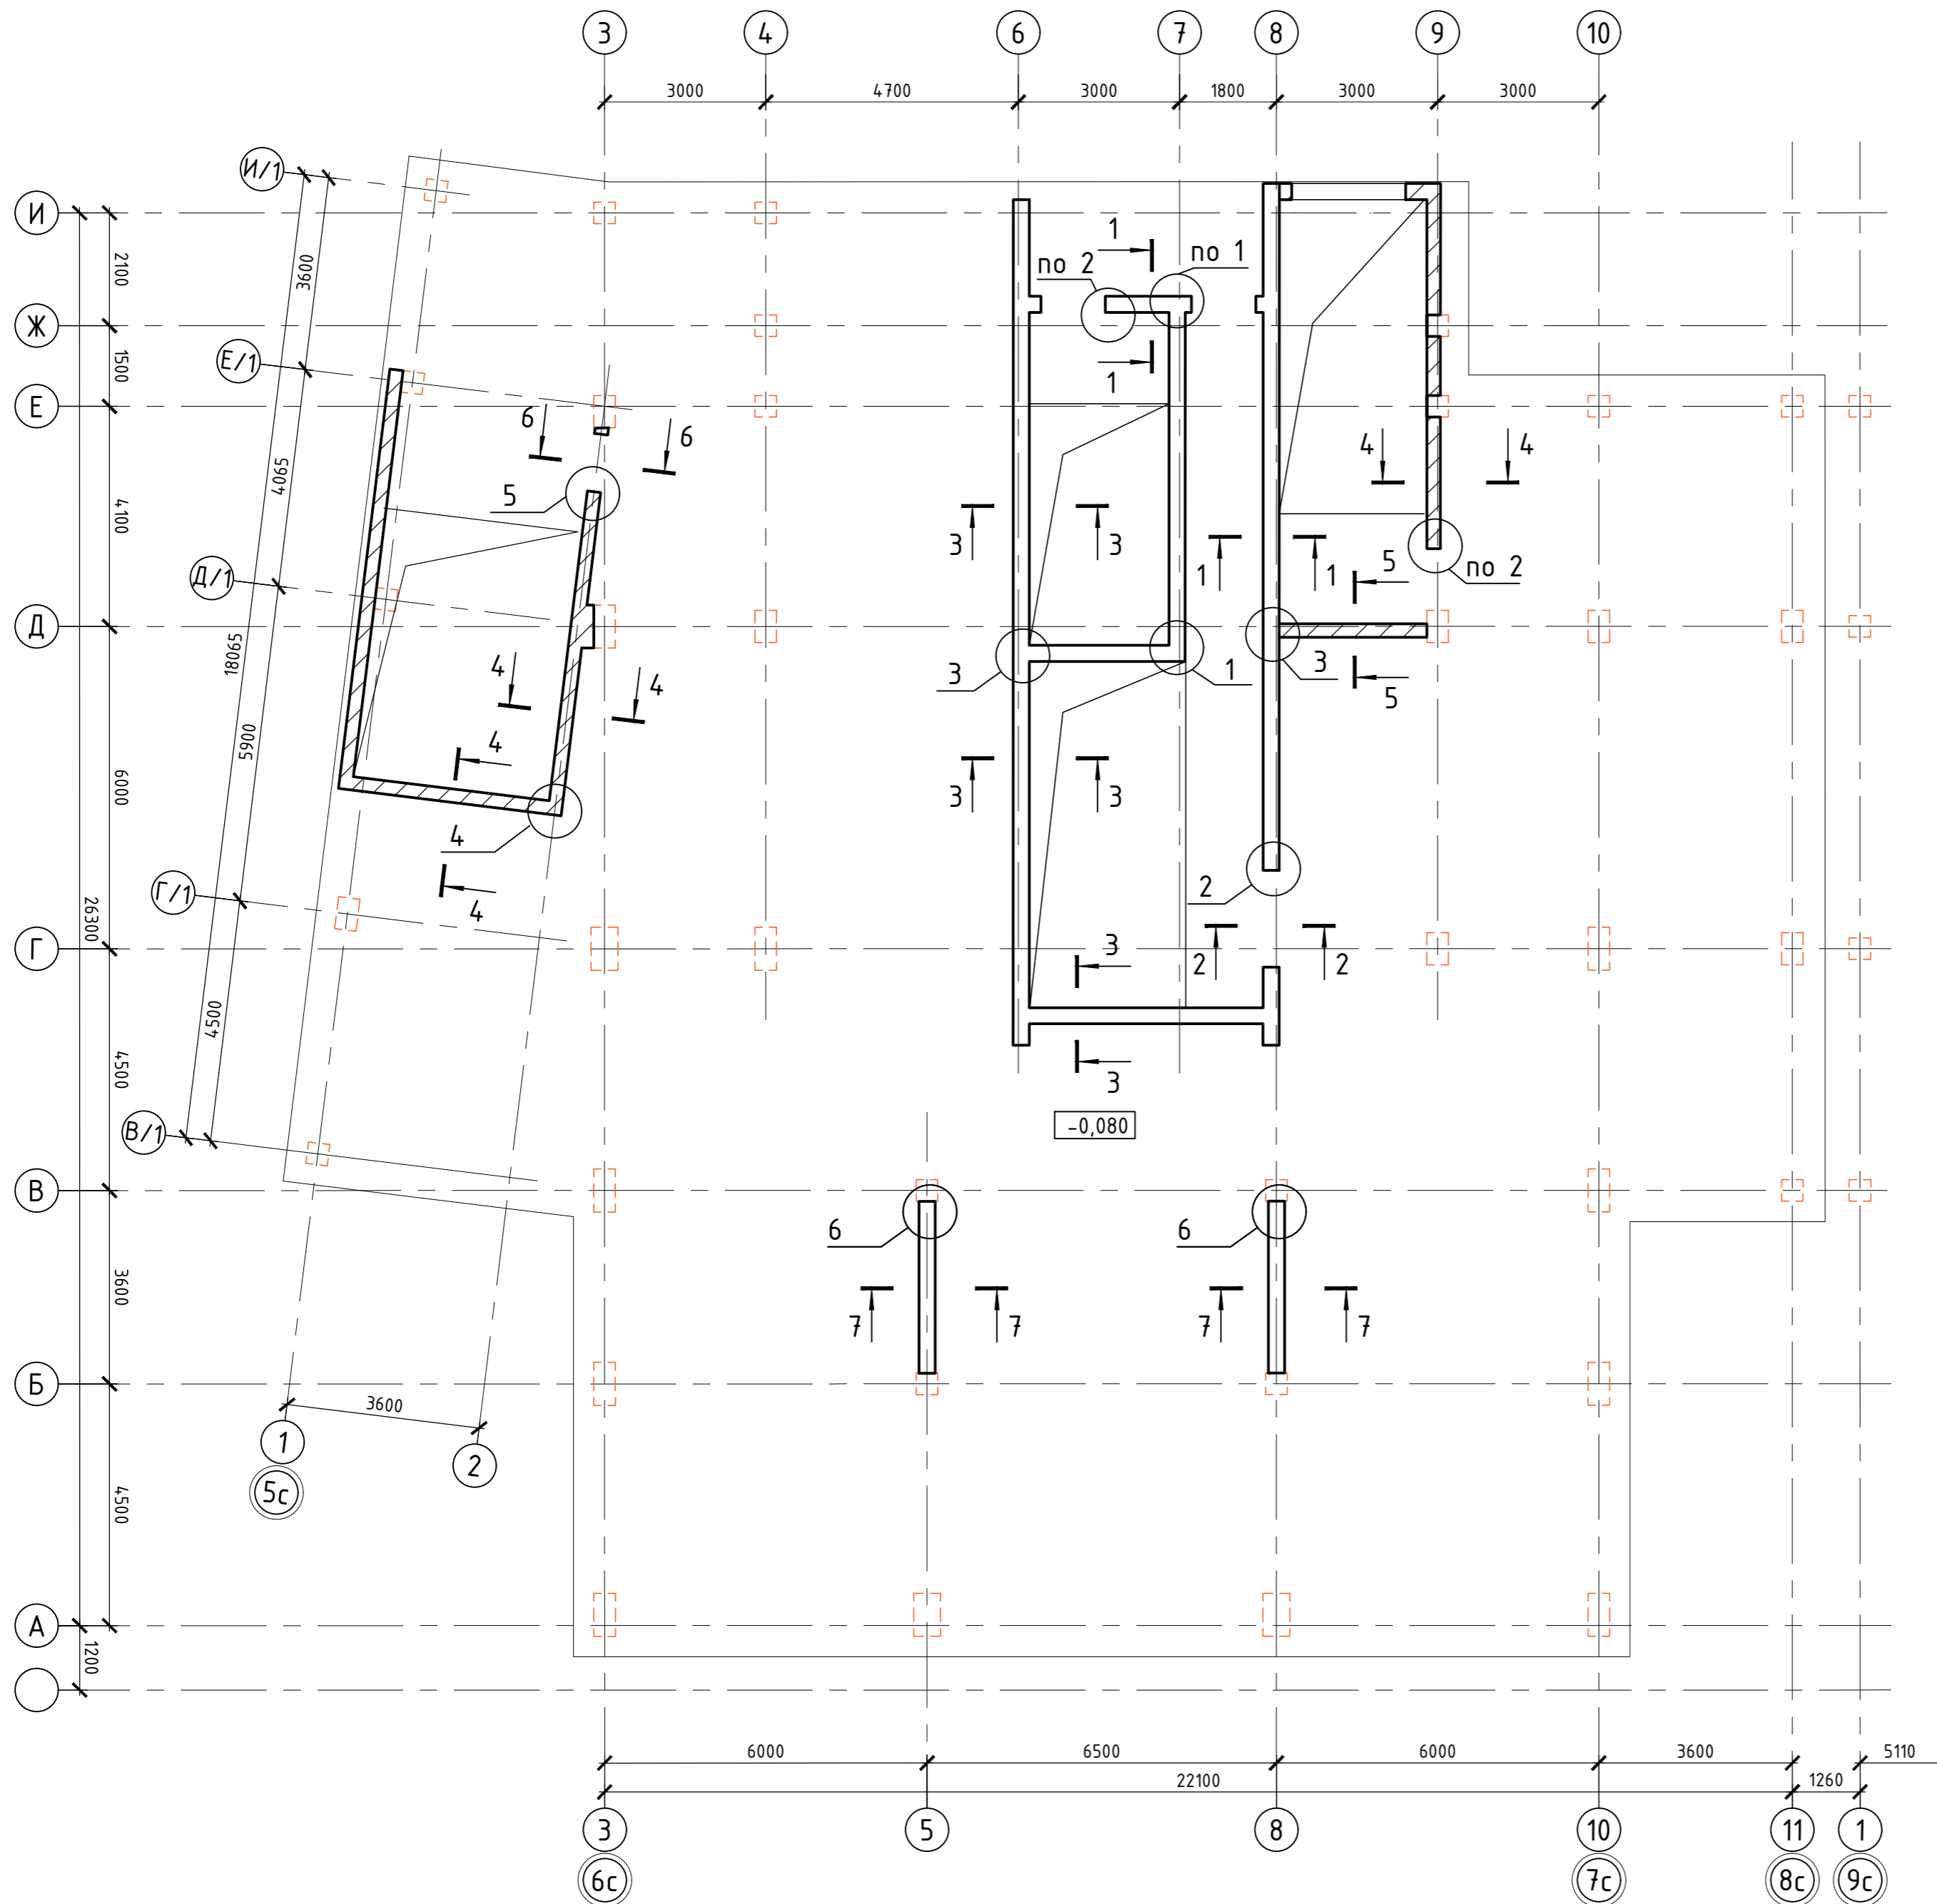 3 4 6 7 8 9 10
3000 4700 3000 1800 3000 3000
И/1
И
1 по 1
по 2
2100
3600
Ж
Е/1
1
1500
Е
6 6
4 4
4065
5
4100
3 3
1 1
5 по 2
Д/1
Д
18065
4 4
3 1 3
5
5900
6000
4
3 3
4
Г/1
4
2
26300
Г
3
2 2
4500
4500
3
В/1
-0,080
В
6 6
3600
7 7 7 7
Б
3600
1 2
5с
4500
А
1200
6000 6500 6000 3600 5110
22100 1260
3 5 8 10 11 1
6с 7с 8с 9с